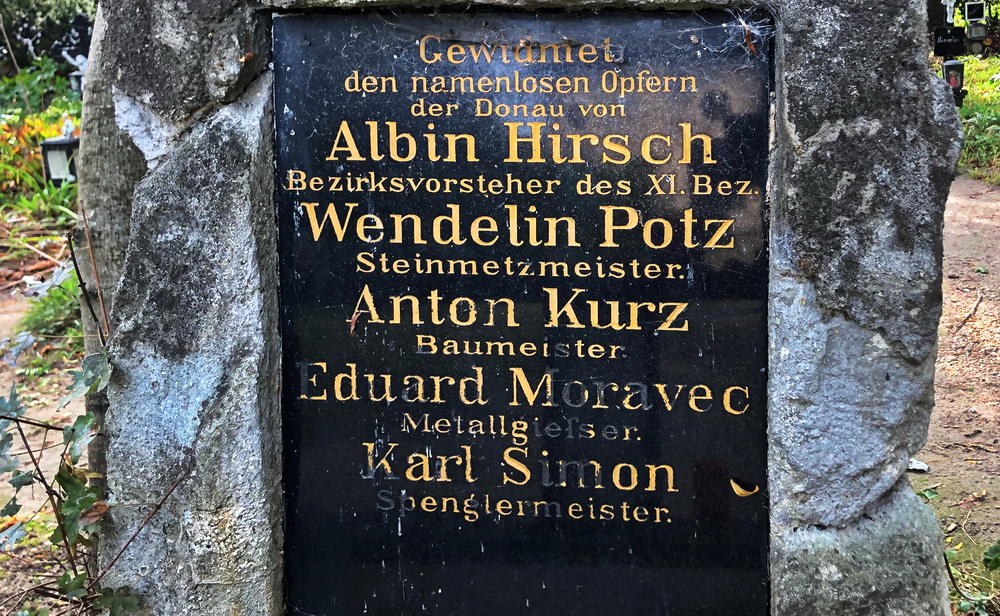 Gewidmet
den namenlosen Opfern
der Donau von
Albin Hirsch
Bezirksvorsteher des XI. Bez.
Wendelin Potz
Steinmetzmeister.
Anton Kurz
Baumeister
Eduard Moravec
Metallgiesser.
Karl Simon
Spenglermeister.